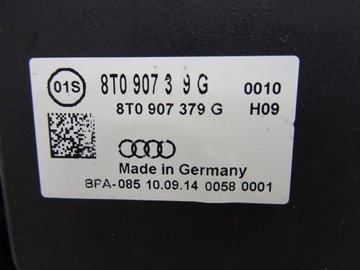 01S
8T0 907 3 9 G 0010
8T0 907 379 G H09
Made in Germany
BPA-085 10.09.14 0058 0001